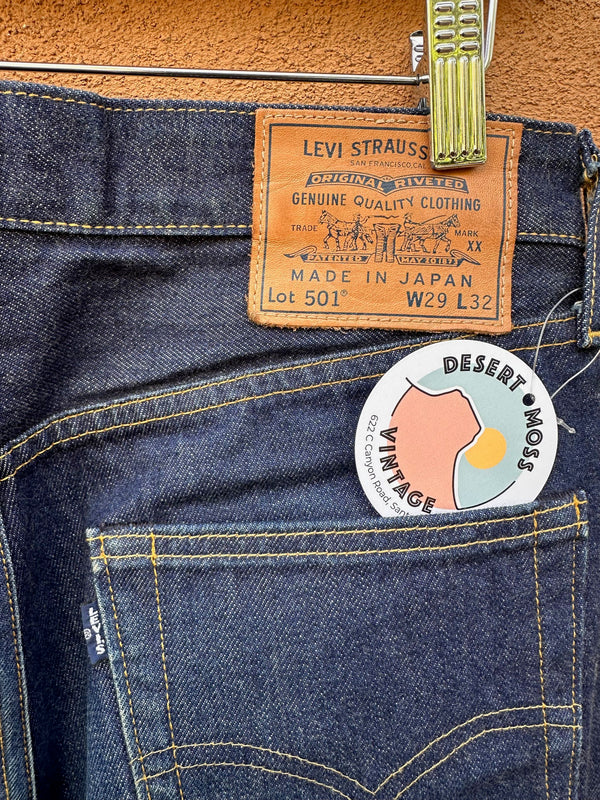 LEVI STRAUSS
SAN FRANCISCO, CAL
ORIGINAL RIVETED
GENUINE QUALITY CLOTHING
TRADE MARK
XX
PATENTED MAY 20 1873
MADE IN JAPAN
Lot 501® W29 L32
DESERT MOSS
VINTAGE
622 C Canyon Road,
LEVI'S
®